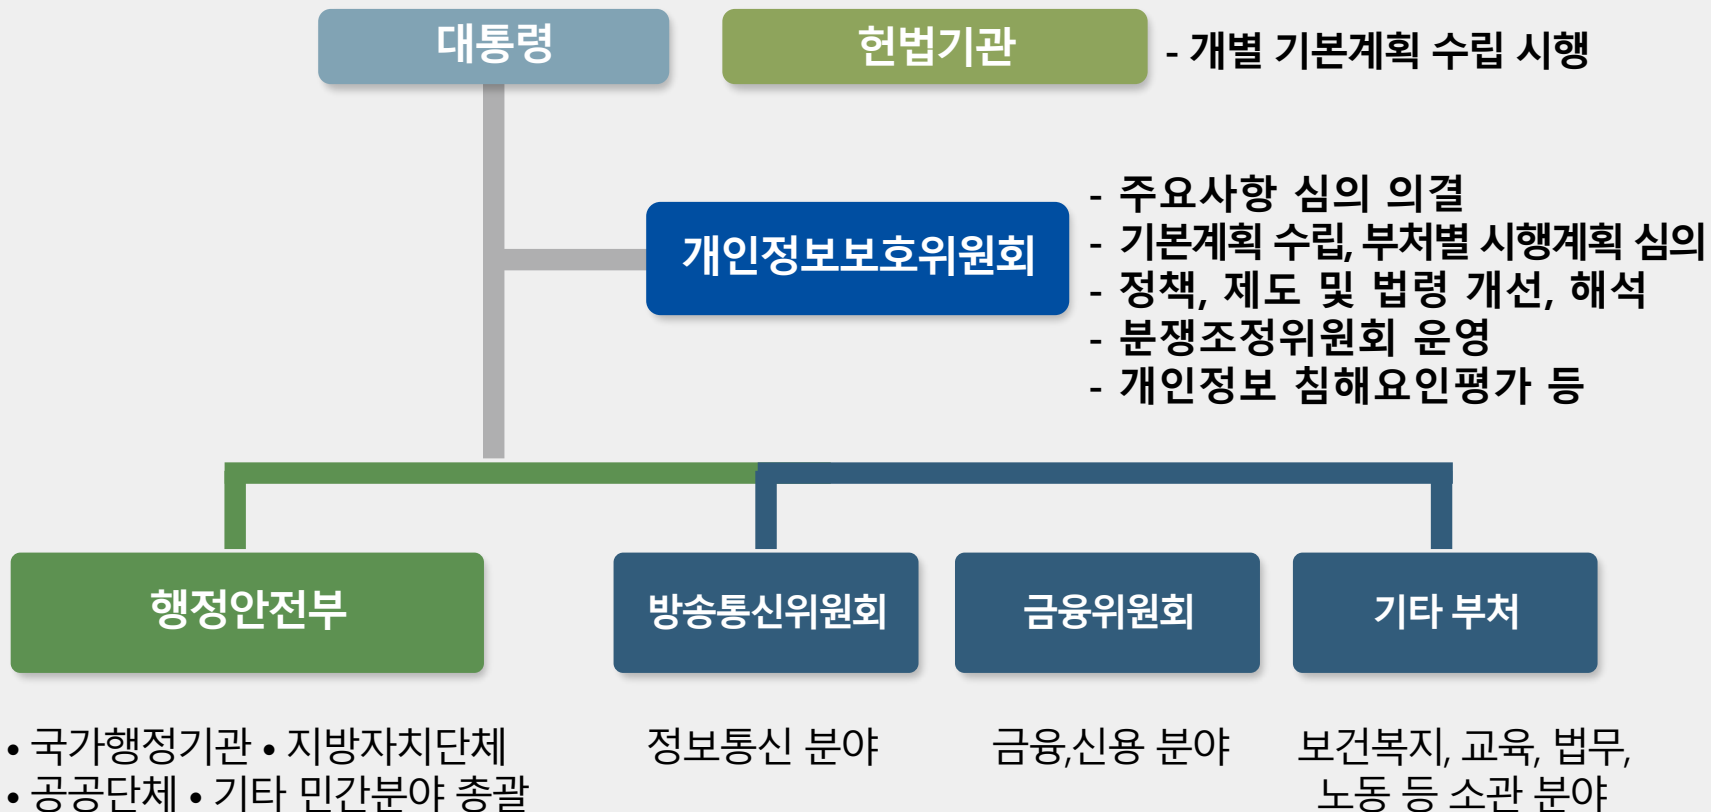 대통령
헌법기관
- 개별 기본계획 수립 시행
개인정보보호위원회
- 주요사항 심의 의결
- 기본계획 수립, 부처별 시행계획 심의
- 정책, 제도 및 법령 개선, 해석
- 분쟁조정위원회 운영
- 개인정보 침해요인평가 등
행정안전부
방송통신위원회
금융위원회
기타 부처
• 국가행정기관 • 지방자치단체
• 공공단체 • 기타 민간분야 총괄
정보통신 분야
금융,신용 분야
보건복지, 교육, 법무,
노동 등 소관 분야